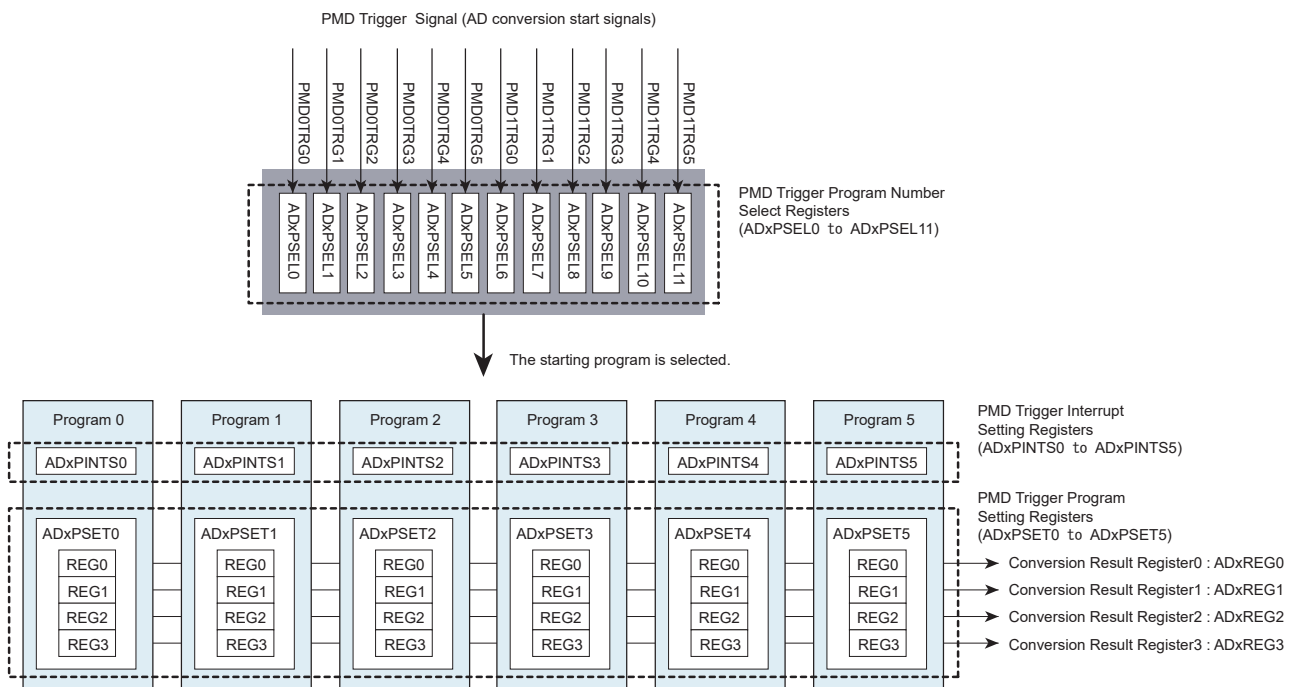 PMD Trigger Signal (AD conversion start signals)
PMD0TRG0
PMD0TRG1
PMD0TRG2
PMD0TRG3
PMD0TRG4
PMD0TRG5
PMD1TRG0
PMD1TRG1
PMD1TRG2
PMD1TRG3
PMD1TRG4
PMD1TRG5
ADxPSEL0
ADxPSEL1
ADxPSEL2
ADxPSEL3
ADxPSEL4
ADxPSEL5
ADxPSEL6
ADxPSEL7
ADxPSEL8
ADxPSEL9
ADxPSEL10
ADxPSEL11
PMD Trigger Program Number
Select Registers
(ADxPSEL0 to ADxPSEL11)
The starting program is selected.
Program 0
Program 1
Program 2
Program 3
Program 4
Program 5
PMD Trigger Interrupt
Setting Registers
(ADxPINTS0 to ADxPINTS5)
ADxPINTS0
ADxPINTS1
ADxPINTS2
ADxPINTS3
ADxPINTS4
ADxPINTS5
PMD Trigger Program
Setting Registers
(ADxPSET0 to ADxPSET5)
ADxPSET0
REG0
REG1
REG2
REG3
ADxPSET1
REG0
REG1
REG2
REG3
ADxPSET2
REG0
REG1
REG2
REG3
ADxPSET3
REG0
REG1
REG2
REG3
ADxPSET4
REG0
REG1
REG2
REG3
ADxPSET5
REG0
REG1
REG2
REG3
Conversion Result Register0 : ADxREG0
Conversion Result Register1 : ADxREG1
Conversion Result Register2 : ADxREG2
Conversion Result Register3 : ADxREG3